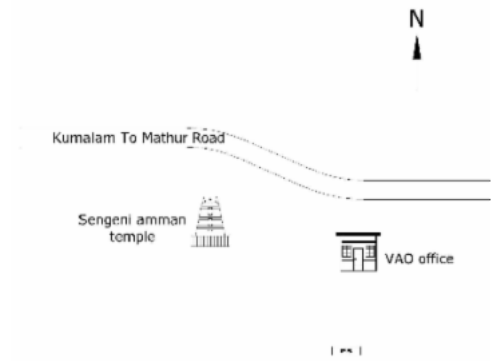 N
Kumalam To Mathur Road
Sengeni amman
temple
VAO office